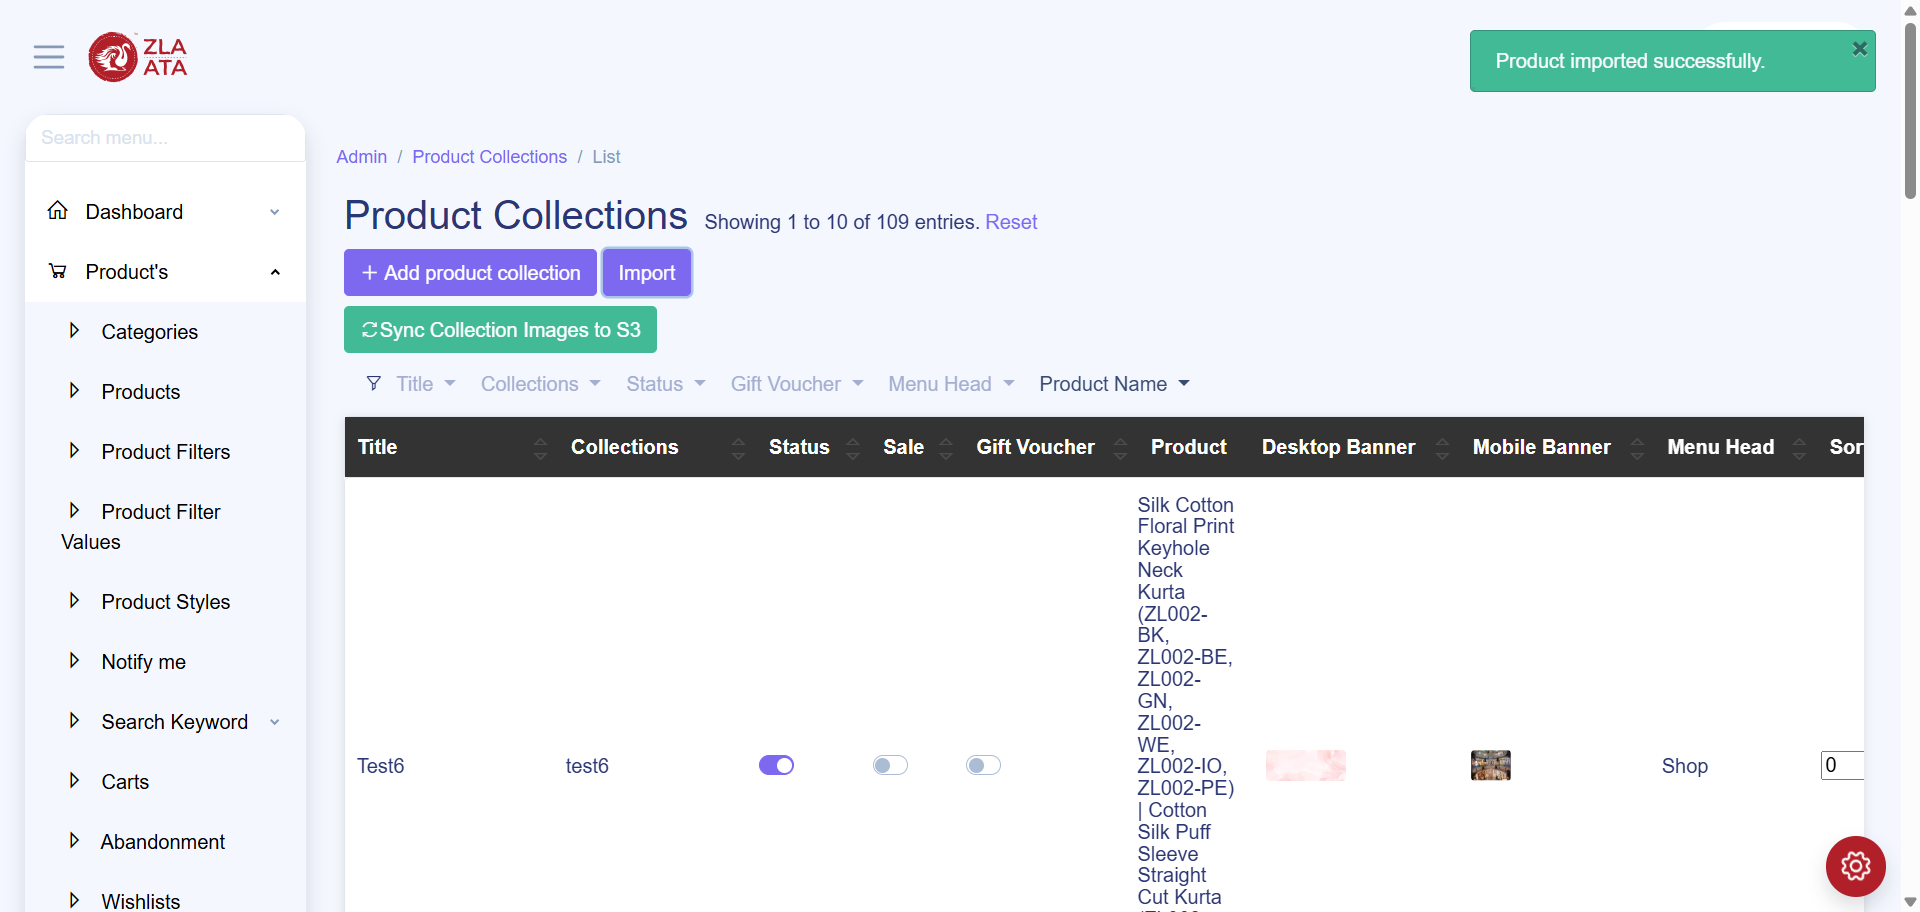 ZLA
ATA
Product imported successfully.
Search menu...
Dashboard
Product's
Categories
Products
Product Filters
Product Filter
Values
Product Styles
Notify me
Search Keyword
Carts
Abandonment
Wishlists
Admin / Product Collections / List
Product Collections Showing 1 to 10 of 109 entries. Reset
+ Add product collection Import
Sync Collection Images to S3
Title Collections Status Gift Voucher Menu Head Product Name
Title Collections Status Sale Gift Voucher Product Desktop Banner Mobile Banner Menu Head Sor
Test6 test6
Silk Cotton
Floral Print
Keyhole
Neck
Kurta
(ZL002-
BK,
ZL002-BE,
ZL002-
GN,
ZL002-
WE,
ZL002-IO,
ZL002-PE)
| Cotton
Silk Puff
Sleeve
Straight
Cut Kurta
Shop 0